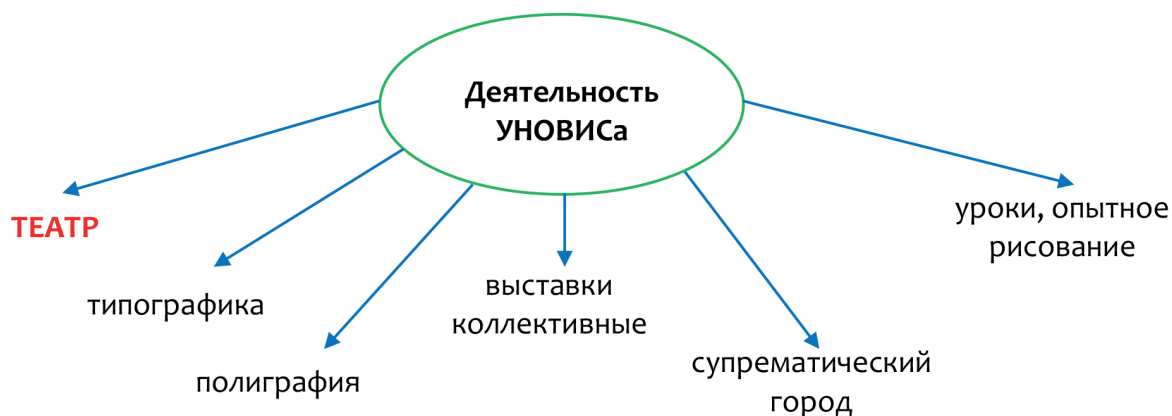 Деятельность
УНОВИСа
ТЕАТР
типографика
полиграфия
выставки
коллективные
супрематический
город
уроки, опытное
рисование